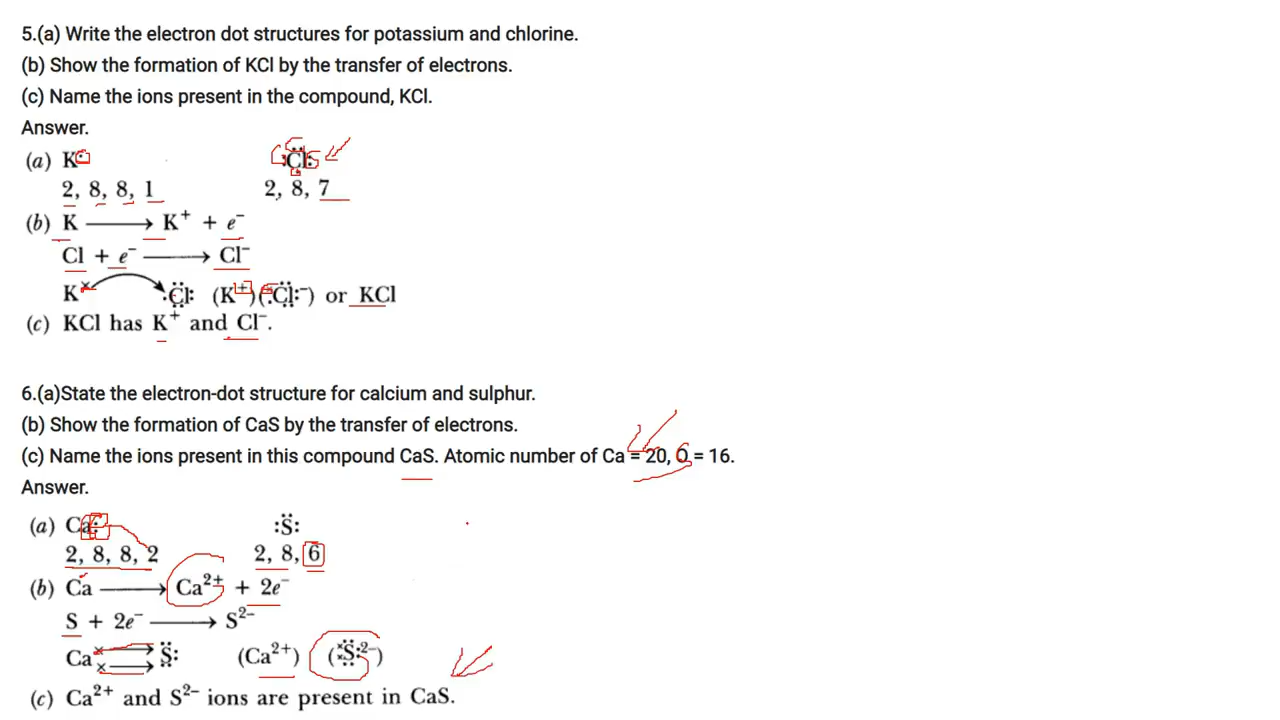 5.(a) Write the electron dot structures for potassium and chlorine.
(b) Show the formation of KCl by the transfer of electrons.
(c) Name the ions present in the compound, KCl.
Answer.
(a) K· :C̈l:
2, 8, 8, 1 2, 8, 7
(b) K ⟶ K⁺ + e⁻
Cl + e⁻ ⟶ Cl⁻
K× ·Cl: (K⁺)(×·Cl:⁻) or KCl
(c) KCl has K⁺ and Cl⁻.
6.(a)State the electron-dot structure for calcium and sulphur.
(b) Show the formation of CaS by the transfer of electrons.
(c) Name the ions present in this compound CaS. Atomic number of Ca = 20, O = 16.
Answer.
(a) Ca: :S̈:
2, 8, 8, 2 2, 8, 6
(b) Ca ⟶ Ca²⁺ + 2e⁻
S + 2e⁻ ⟶ S²⁻
Ca×× ⟶ S: (Ca²⁺) (××S:²⁻)
(c) Ca²⁺ and S²⁻ ions are present in CaS.